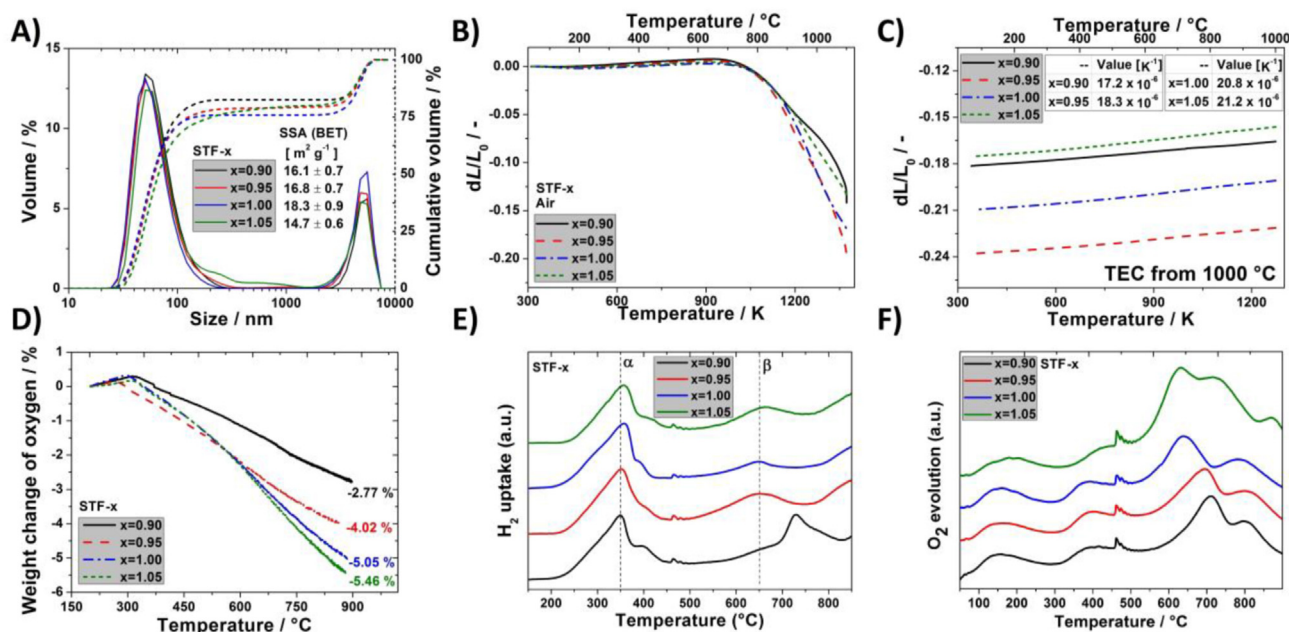 A)
Volume / %
15
10
5
0
10
100
1000
10000
Size / nm
Cumulative volume / %
100
75
50
25
0
SSA (BET)
STF-x
[ m² g⁻¹]
x=0.90 16.1 ± 0.7
x=0.95 16.8 ± 0.7
x=1.00 18.3 ± 0.9
x=1.05 14.7 ± 0.6
B)
Temperature / °C
200
400
600
800
1000
dL/L₀ / -
0.00
-0.05
-0.10
-0.15
-0.20
300
600
900
1200
Temperature / K
STF-x
Air
x=0.90
x=0.95
x=1.00
x=1.05
C)
Temperature / °C
200
400
600
800
1000
dL/L₀ / -
-0.12
-0.15
-0.18
-0.21
-0.24
300
600
900
1200
Temperature / K
x=0.90
x=0.95
x=1.00
x=1.05
-- Value [K⁻¹] -- Value [K⁻¹]
x=0.90 17.2 x 10⁻⁶ x=1.00 20.8 x 10⁻⁶
x=0.95 18.3 x 10⁻⁶ x=1.05 21.2 x 10⁻⁶
TEC from 1000 °C
D)
Weight change of oxygen / %
1
0
-1
-2
-3
-4
-5
-6
150
300
450
600
750
900
Temperature / °C
STF-x
x=0.90
x=0.95
x=1.00
x=1.05
-2.77 %
-4.02 %
-5.05 %
-5.46 %
E)
H₂ uptake (a.u.)
STF-x
α
β
x=0.90
x=0.95
x=1.00
x=1.05
200
300
400
500
600
700
800
Temperature (°C)
F)
O₂ evolution (a.u.)
STF-x
x=0.90
x=0.95
x=1.00
x=1.05
100
200
300
400
500
600
700
800
Temperature / °C